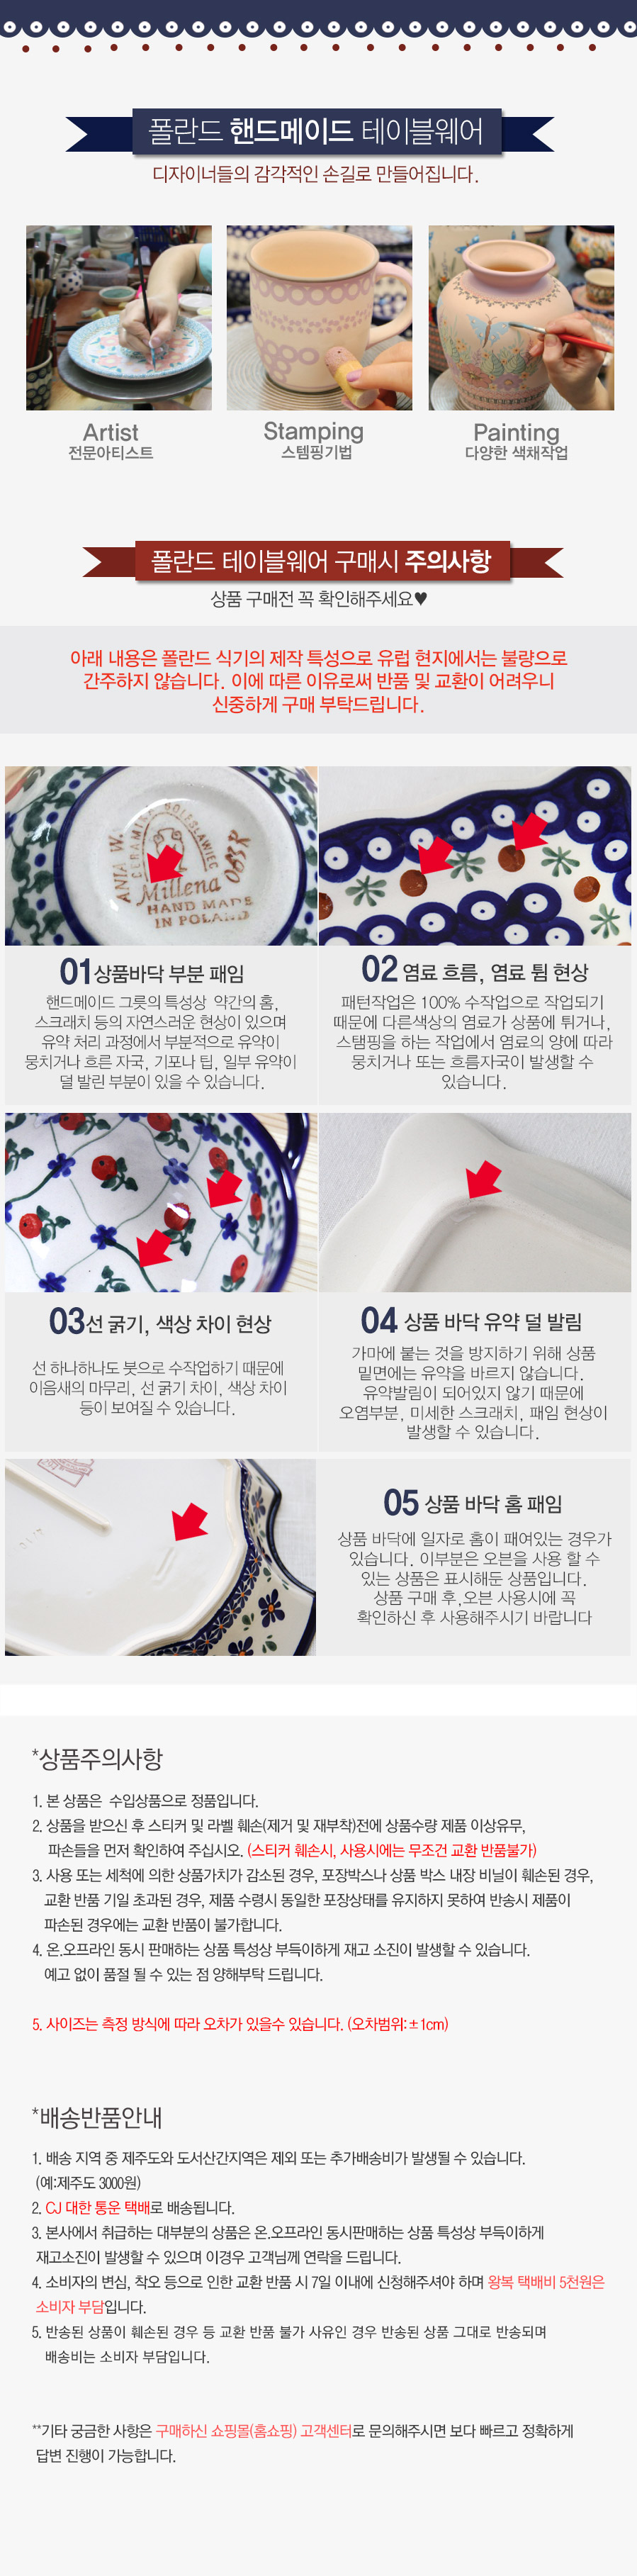 폴란드 핸드메이드 테이블웨어
디자이너들의 감각적인 손길로 만들어집니다.
Artist
전문아티스트
Stamping
스템핑기법
Painting
다양한 색채작업
폴란드 테이블웨어 구매시 주의사항
상품 구매전 꼭 확인해주세요♥
아래 내용은 폴란드 식기의 제작 특성으로 유럽 현지에서는 불량으로
간주하지 않습니다. 이에 따른 이유로써 반품 및 교환이 어려우니
신중하게 구매 부탁드립니다.
CERAMIKA BOLESŁAWIEC
ANIA W.
Millena
HAND MADE
IN POLAND
01상품바닥 부분 패임
핸드메이드 그릇의 특성상 약간의 홈,
스크래치 등의 자연스러운 현상이 있으며
유약 처리 과정에서 부분적으로 유약이
뭉치거나 흐른 자국, 기포나 팁, 일부 유약이
덜 발린 부분이 있을 수 있습니다.
02 염료 흐름, 염료 튐 현상
패턴작업은 100% 수작업으로 작업되기
때문에 다른색상의 염료가 상품에 튀거나,
스탬핑을 하는 작업에서 염료의 양에 따라
뭉치거나 또는 흐름자국이 발생할 수
있습니다.
03선 굵기, 색상 차이 현상
선 하나하나도 붓으로 수작업하기 때문에
이음새의 마무리, 선 굵기 차이, 색상 차이
등이 보여질 수 있습니다.
04 상품 바닥 유약 덜 발림
가마에 붙는 것을 방지하기 위해 상품
밑면에는 유약을 바르지 않습니다.
유약발림이 되어있지 않기 때문에
오염부분, 미세한 스크래치, 패임 현상이
발생할 수 있습니다.
05 상품 바닥 홈 패임
상품 바닥에 일자로 홈이 패여있는 경우가
있습니다. 이부분은 오븐을 사용 할 수
있는 상품은 표시해둔 상품입니다.
상품 구매 후,오븐 사용시에 꼭
확인하신 후 사용해주시기 바랍니다
*상품주의사항
1. 본 상품은 수입상품으로 정품입니다.
2. 상품을 받으신 후 스티커 및 라벨 훼손(제거 및 재부착)전에 상품수량 제품 이상유무,
파손들을 먼저 확인하여 주십시오. (스티커 훼손시, 사용시에는 무조건 교환 반품불가)
3. 사용 또는 세척에 의한 상품가치가 감소된 경우, 포장박스나 상품 박스 내장 비닐이 훼손된 경우,
교환 반품 기일 초과된 경우, 제품 수령시 동일한 포장상태를 유지하지 못하여 반송시 제품이
파손된 경우에는 교환 반품이 불가합니다.
4. 온.오프라인 동시 판매하는 상품 특성상 부득이하게 재고 소진이 발생할 수 있습니다.
예고 없이 품절 될 수 있는 점 양해부탁 드립니다.
5. 사이즈는 측정 방식에 따라 오차가 있을수 있습니다. (오차범위:±1cm)
*배송반품안내
1. 배송 지역 중 제주도와 도서산간지역은 제외 또는 추가배송비가 발생될 수 있습니다.
(예:제주도 3000원)
2. CJ 대한 통운 택배로 배송됩니다.
3. 본사에서 취급하는 대부분의 상품은 온.오프라인 동시판매하는 상품 특성상 부득이하게
재고소진이 발생할 수 있으며 이경우 고객님께 연락을 드립니다.
4. 소비자의 변심, 착오 등으로 인한 교환 반품 시 7일 이내에 신청해주셔야 하며 왕복 택배비 5천원은
소비자 부담입니다.
5. 반송된 상품이 훼손된 경우 등 교환 반품 불가 사유인 경우 반송된 상품 그대로 반송되며
배송비는 소비자 부담입니다.
**기타 궁금한 사항은 구매하신 쇼핑몰(홈쇼핑) 고객센터로 문의해주시면 보다 빠르고 정확하게
답변 진행이 가능합니다.